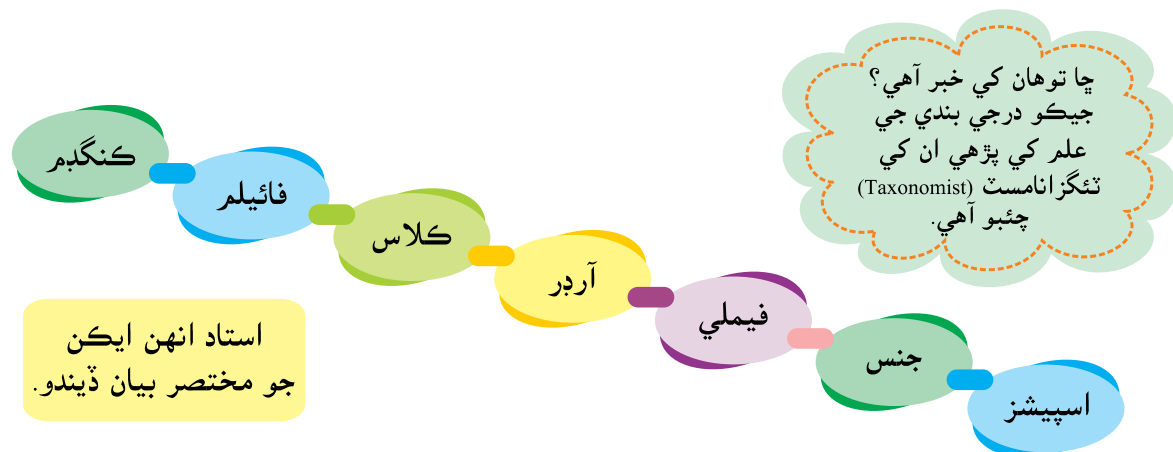 ڇا توهان کي خبر آهي؟
جيڪو درجي بندي جي
علم کي پڙهي ان کي
ٽئگزانامسٽ (Taxonomist)
چئبو آهي.
ڪنگڊم
فائيلم
ڪلاس
آرڊر
فيملي
جنس
اسپيشز
استاد انهن ايڪن
جو مختصر بيان ڏيندو.